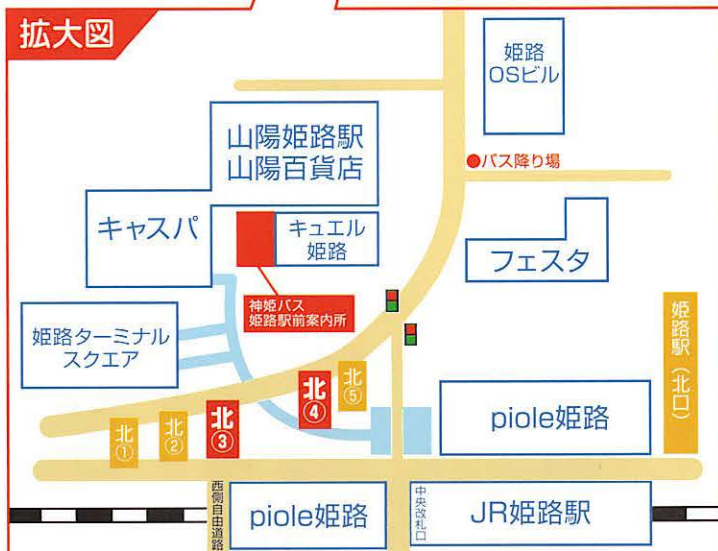 拡大図
姫路
OSビル
山陽姫路駅
山陽百貨店
●バス降り場
キャスパ
キュエル
姫路
フェスタ
神姫バス
姫路駅前案内所
姫路ターミナル
スクエア
姫路駅（北口）
北⑤
北④
北③
北②
北①
piole姫路
西側自由道路
piole姫路
中央改札口
JR姫路駅